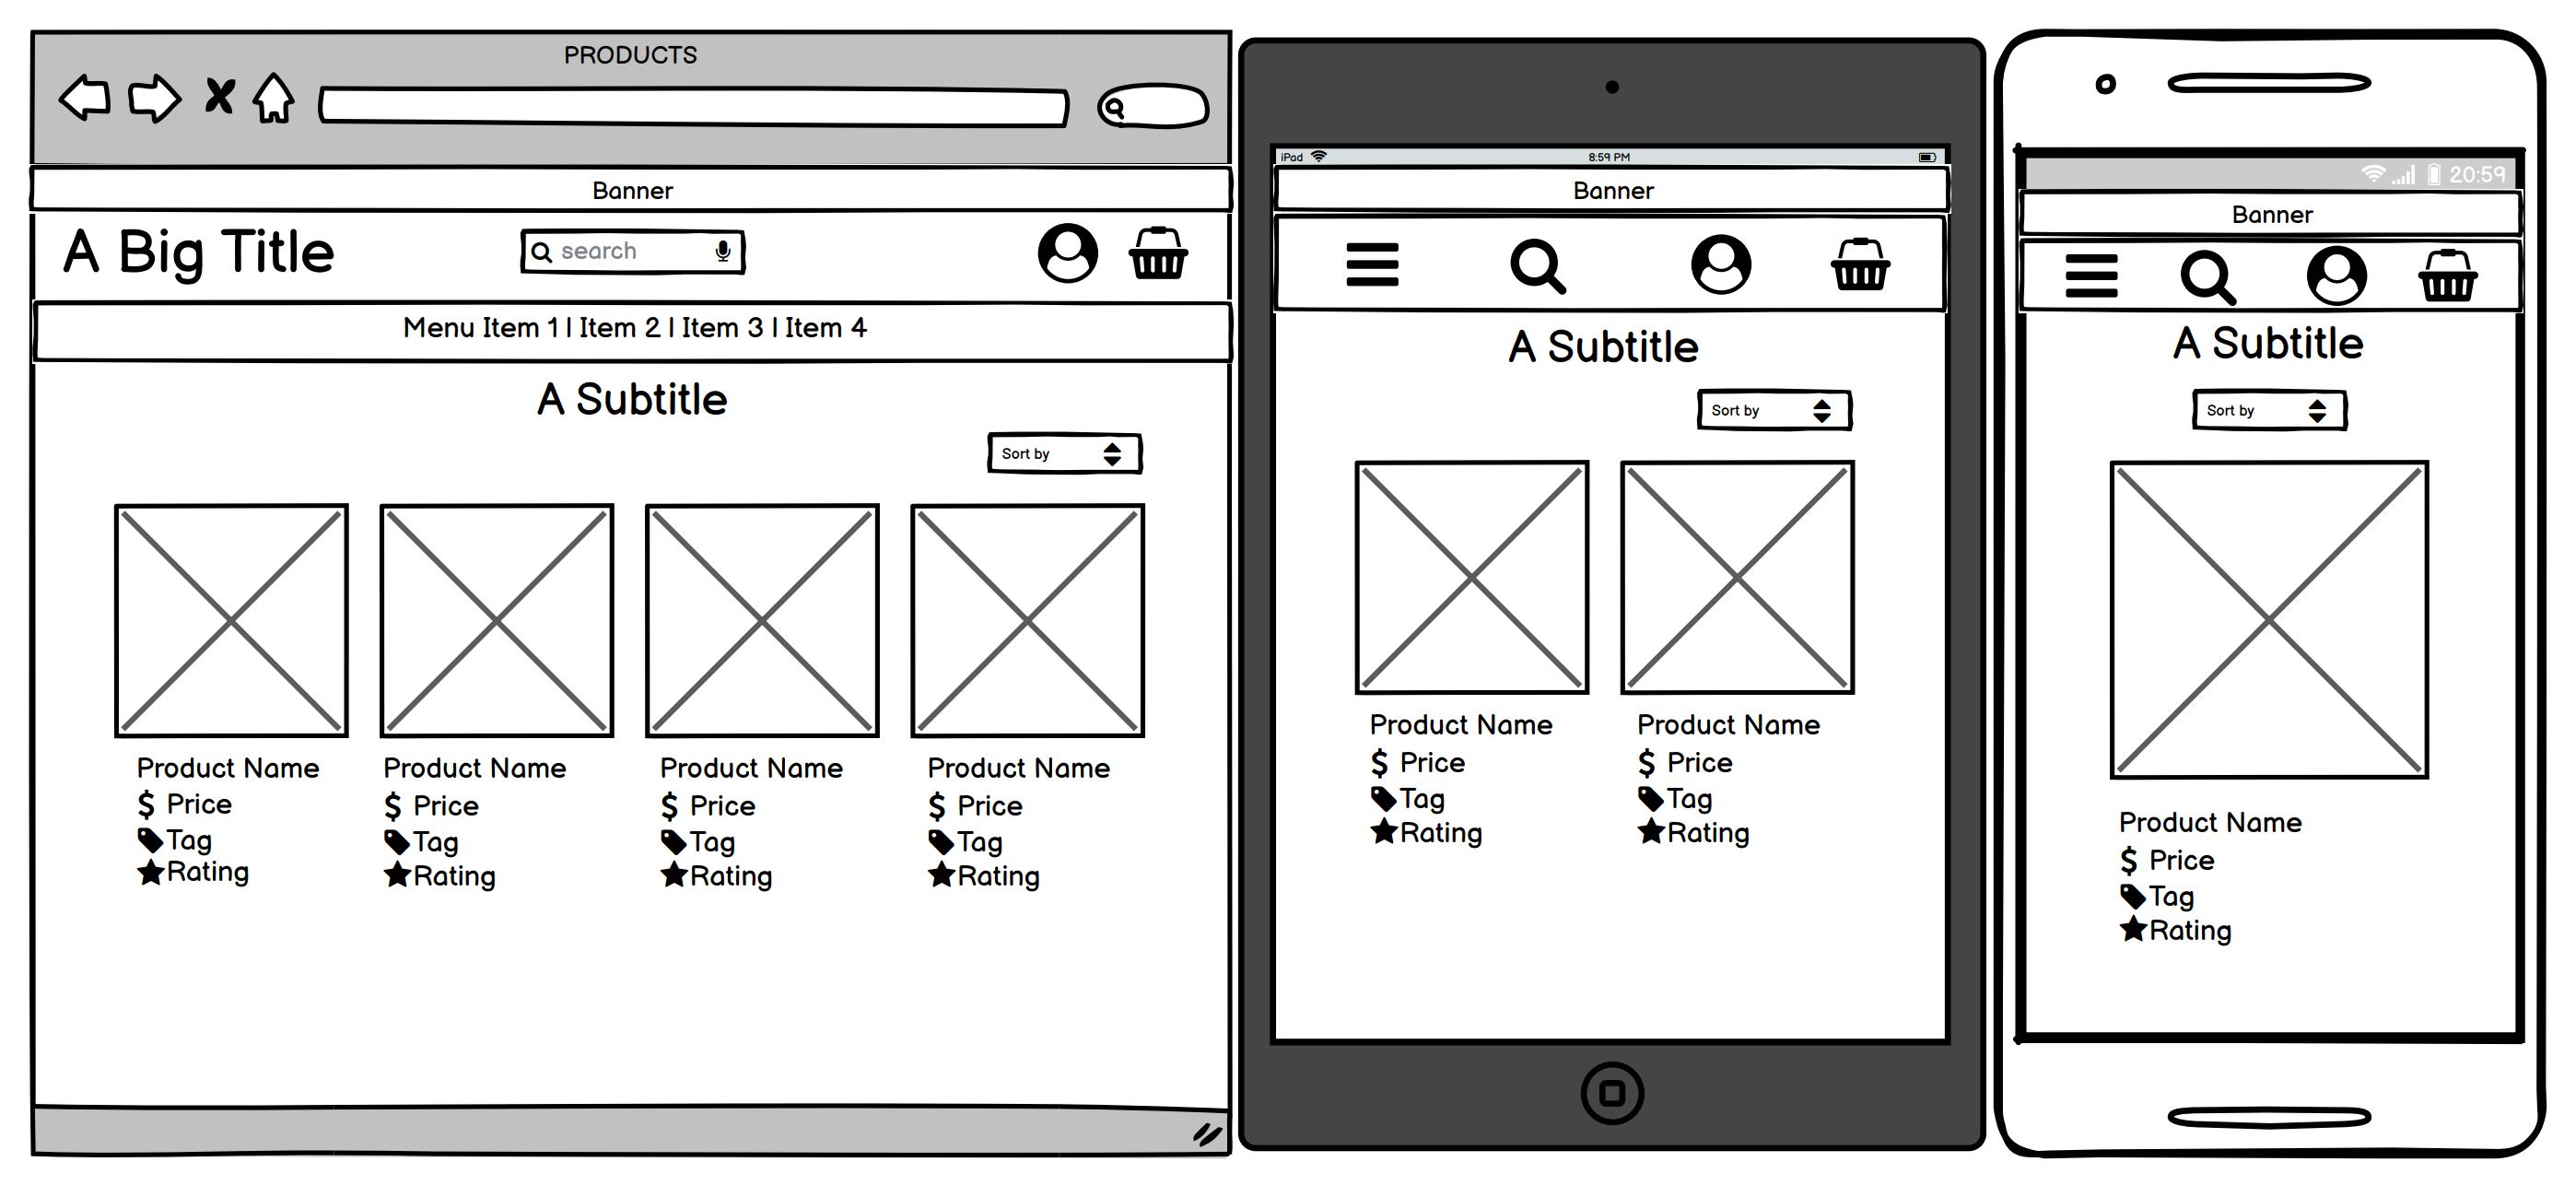 PRODUCTS
Banner
A Big Title
search
Menu Item 1 | Item 2 | Item 3 | Item 4
A Subtitle
Sort by
Product Name
$ Price
Tag
Rating
Product Name
$ Price
Tag
Rating
Product Name
$ Price
Tag
Rating
Product Name
$ Price
Tag
Rating
iPad
8:59 PM
Banner
A Subtitle
Sort by
Product Name
$ Price
Tag
Rating
Product Name
$ Price
Tag
Rating
20:59
Banner
A Subtitle
Sort by
Product Name
$ Price
Tag
Rating